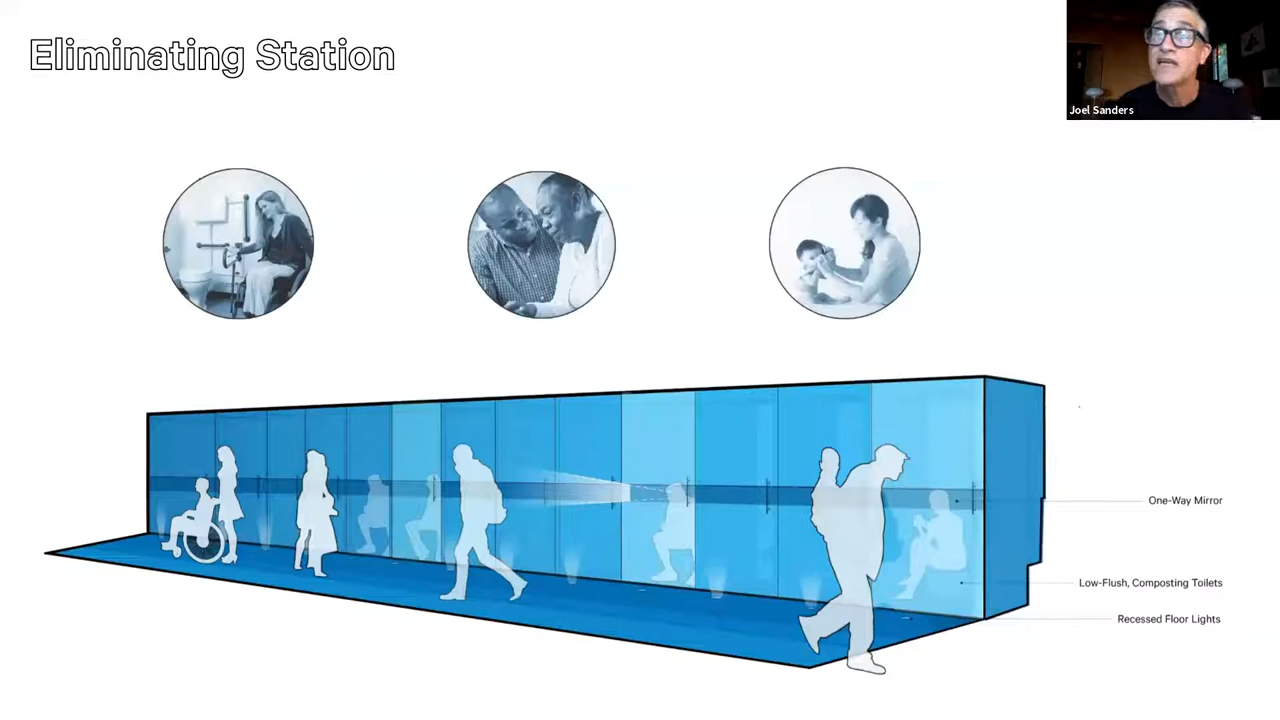 Eliminating Station
Joel Sanders
One-Way Mirror
Low-Flush, Composting Toilets
Recessed Floor Lights